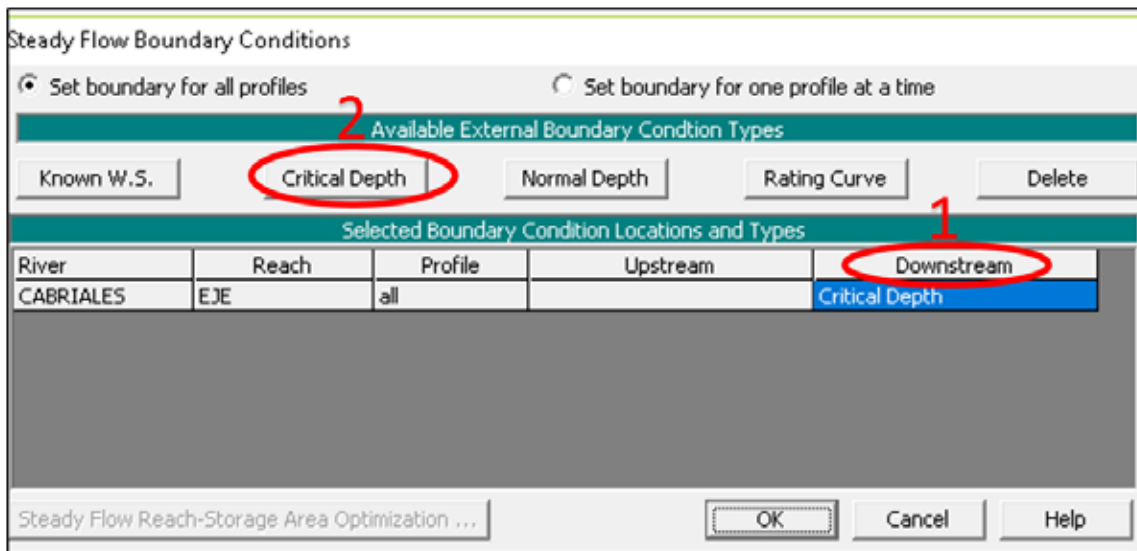 Steady Flow Boundary Conditions
Set boundary for all profiles Set boundary for one profile at a time
2
Available External Boundary Condtion Types
Known W.S. Critical Depth Normal Depth Rating Curve Delete
1
Selected Boundary Condition Locations and Types
River Reach Profile Upstream Downstream
CABRIALES EJE all Critical Depth
Steady Flow Reach-Storage Area Optimization ... OK Cancel Help